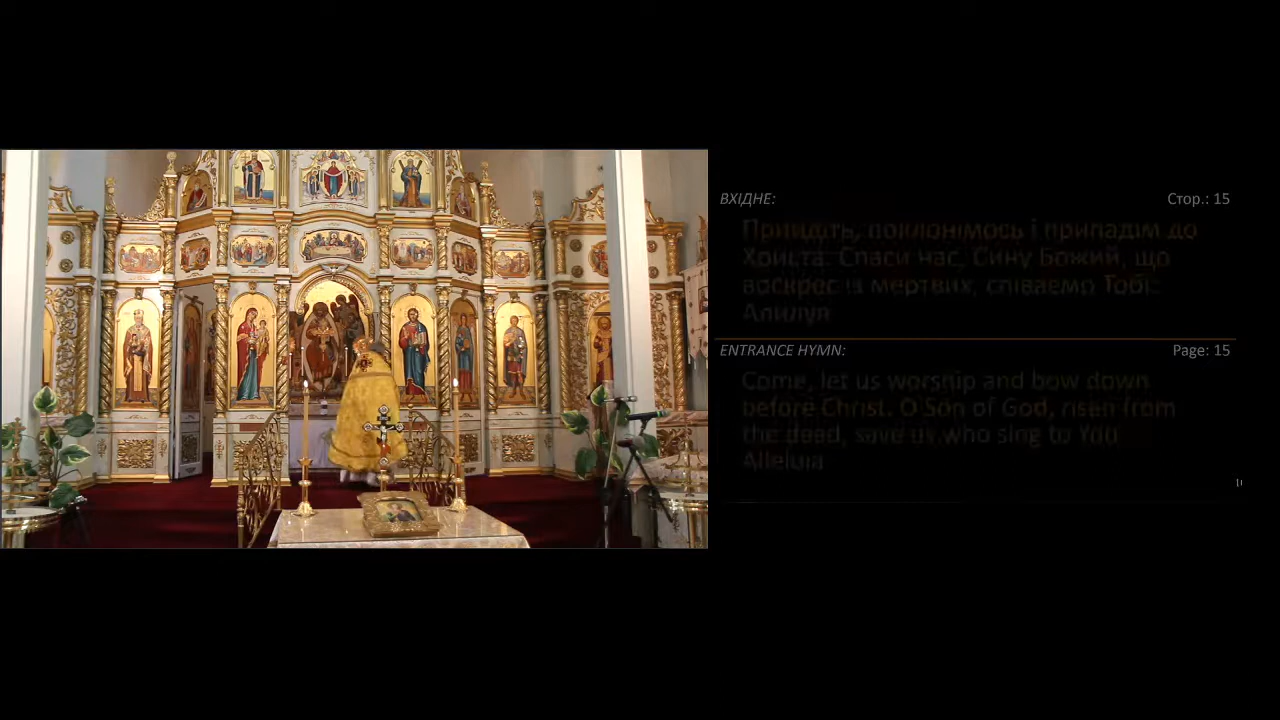 ВХІДНЕ:
Стор.: 15
Прийдіть, поклонімось і припадім до
Христа. Спаси нас, Сину Божий, що
воскрес із мертвих, співаємо Тобі:
Алилуя
ENTRANCE HYMN:
Page: 15
Come, let us worship and bow down
before Christ. O Son of God, risen from
the dead, save us who sing to You
Alleluia